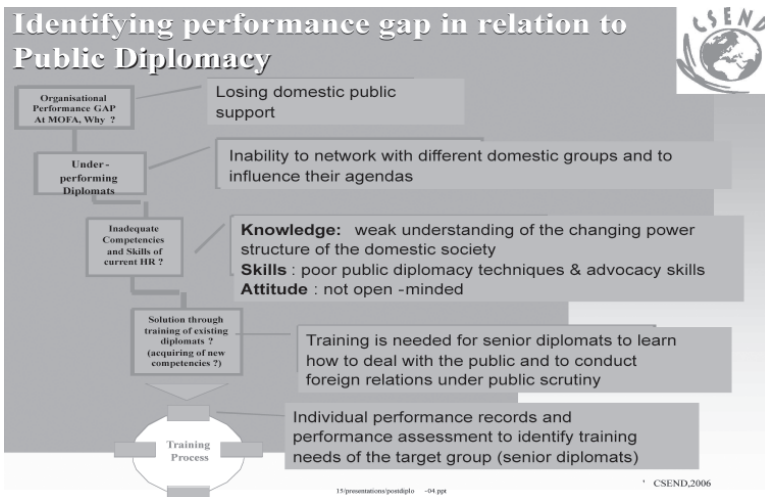 Identifying performance gap in relation to
Public Diplomacy
CSEND
Organisational
Performance GAP
At MOFA, Why ?
Losing domestic public
support
Under-
performing
Diplomats
Inability to network with different domestic groups and to
influence their agendas
Inadequate
Competencies
and Skills of
current HR ?
Knowledge: weak understanding of the changing power
structure of the domestic society
Skills : poor public diplomacy techniques & advocacy skills
Attitude : not open -minded
Solution through
training of existing
diplomats ?
(acquiring of new
competencies ?)
Training is needed for senior diplomats to learn
how to deal with the public and to conduct
foreign relations under public scrutiny
Training
Process
Individual performance records and
performance assessment to identify training
needs of the target group (senior diplomats)
CSEND,2006
15/presentations/pomdiplo -04.ppt